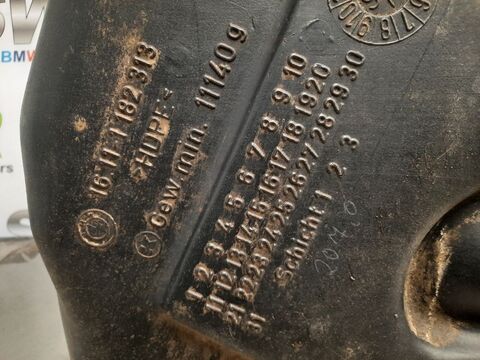 BMW
16.11-1 182 313
>HDPE<
Gew min. 11140g
1 2 3 4 5 6 7 8 9 10
11 12 13 14 15 16 17 18 19 20
21 22 23 24 25 26 27 28 29 30
31
Schicht 1 2 3